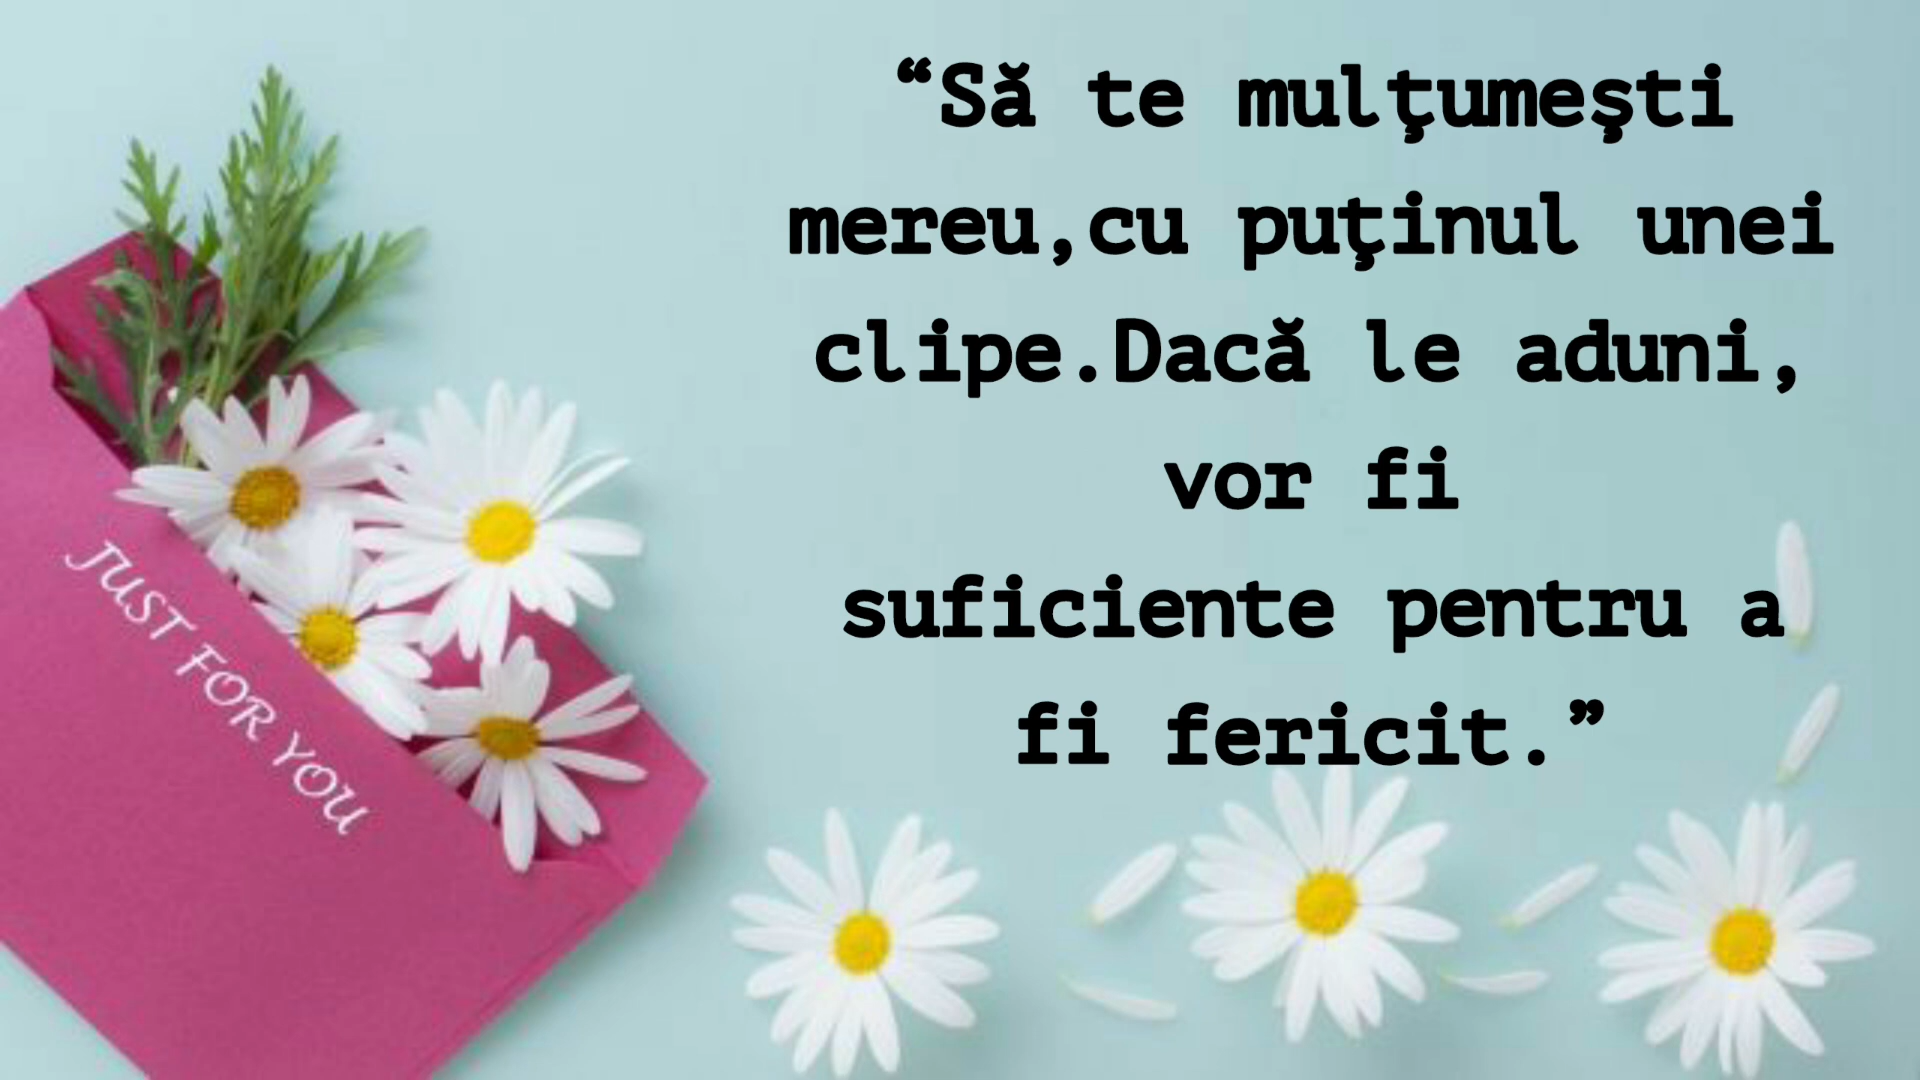 “Să te mulţumeşti
mereu,cu puţinul unei
clipe.Dacă le aduni,
vor fi
suficiente pentru a
fi fericit.”
JUST FOR YOU